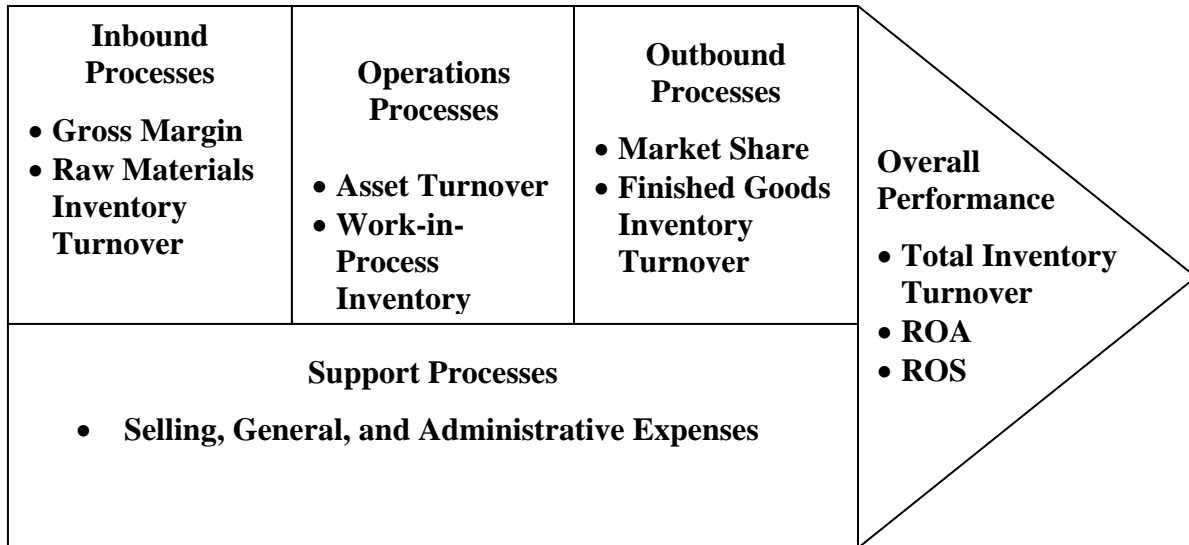 Inbound
Processes
• Gross Margin
• Raw Materials
Inventory
Turnover
Operations
Processes
• Asset Turnover
• Work-in-
Process
Inventory
Outbound
Processes
• Market Share
• Finished Goods
Inventory
Turnover
Overall
Performance
• Total Inventory
Turnover
• ROA
• ROS
Support Processes
• Selling, General, and Administrative Expenses